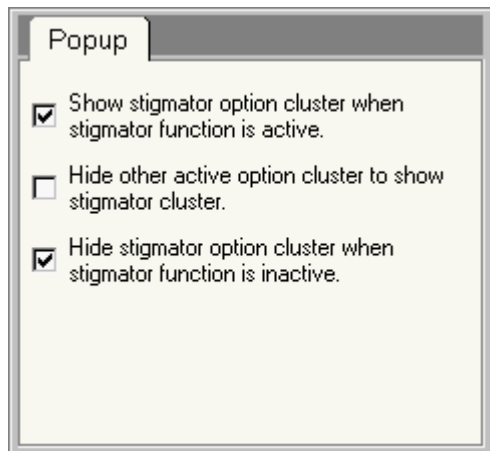 Popup
Show stigmator option cluster when
stigmator function is active.
Hide other active option cluster to show
stigmator cluster.
Hide stigmator option cluster when
stigmator function is inactive.